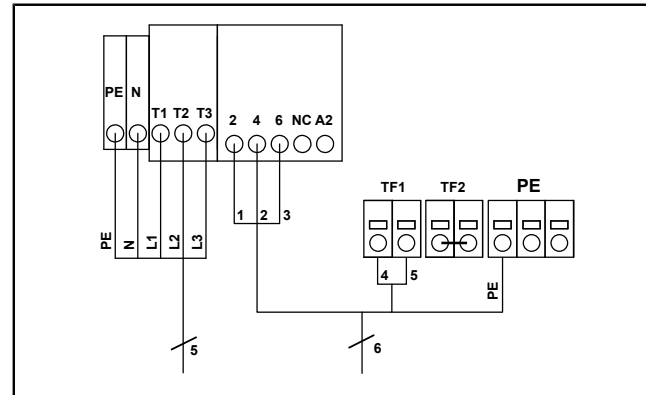 PE N T1 T2 T3
2 4 6 NC A2
TF1 TF2 PE
1 2 3
PE N L1 L2 L3
4 5
PE
5
6